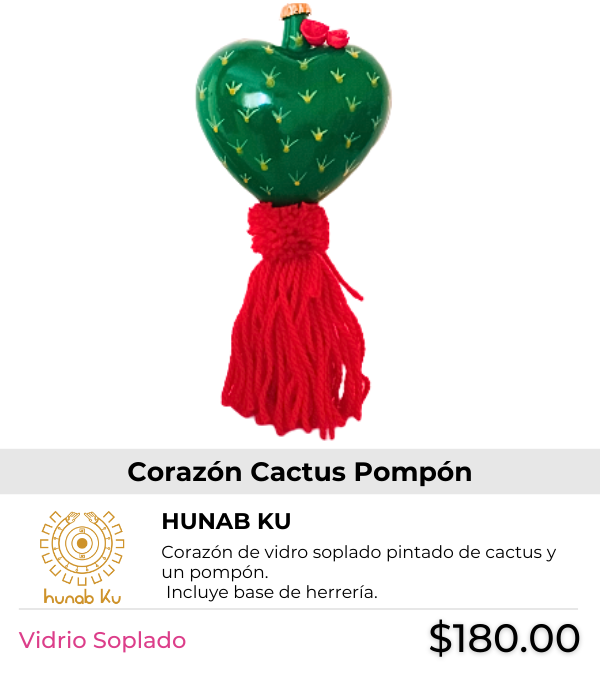 Corazón Cactus Pompón
HUNAB KU
Corazón de vidro soplado pintado de cactus y
un pompón.
Incluye base de herrería.
hunab Ku
Vidrio Soplado
$180.00